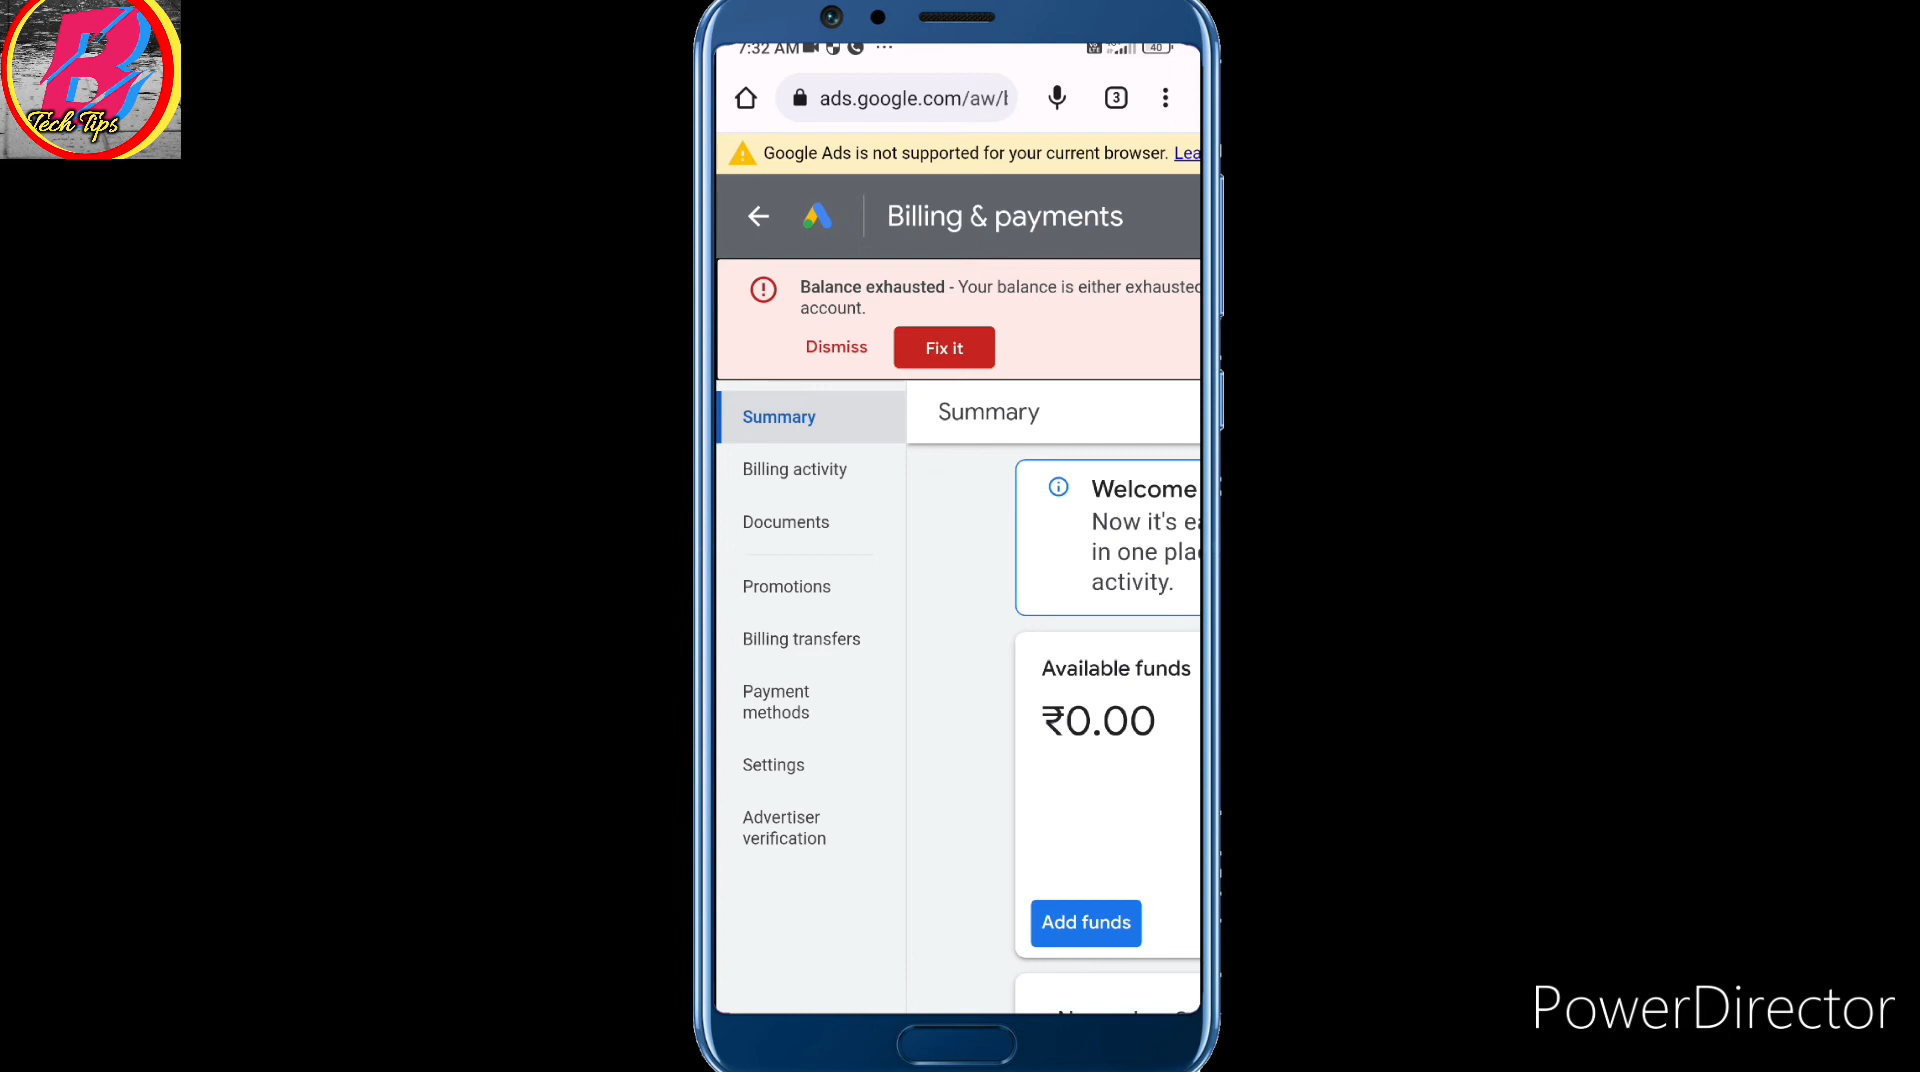 B
Tech Tips
7:32 AM
40
ads.google.com/aw/b
3
Google Ads is not supported for your current browser. Lea
Billing & payments
Balance exhausted - Your balance is either exhausted
account.
Dismiss
Fix it
Summary
Billing activity
Documents
Promotions
Billing transfers
Payment
methods
Settings
Advertiser
verification
Summary
Welcome
Now it's ea
in one pla
activity.
Available funds
₹0.00
Add funds
PowerDirector